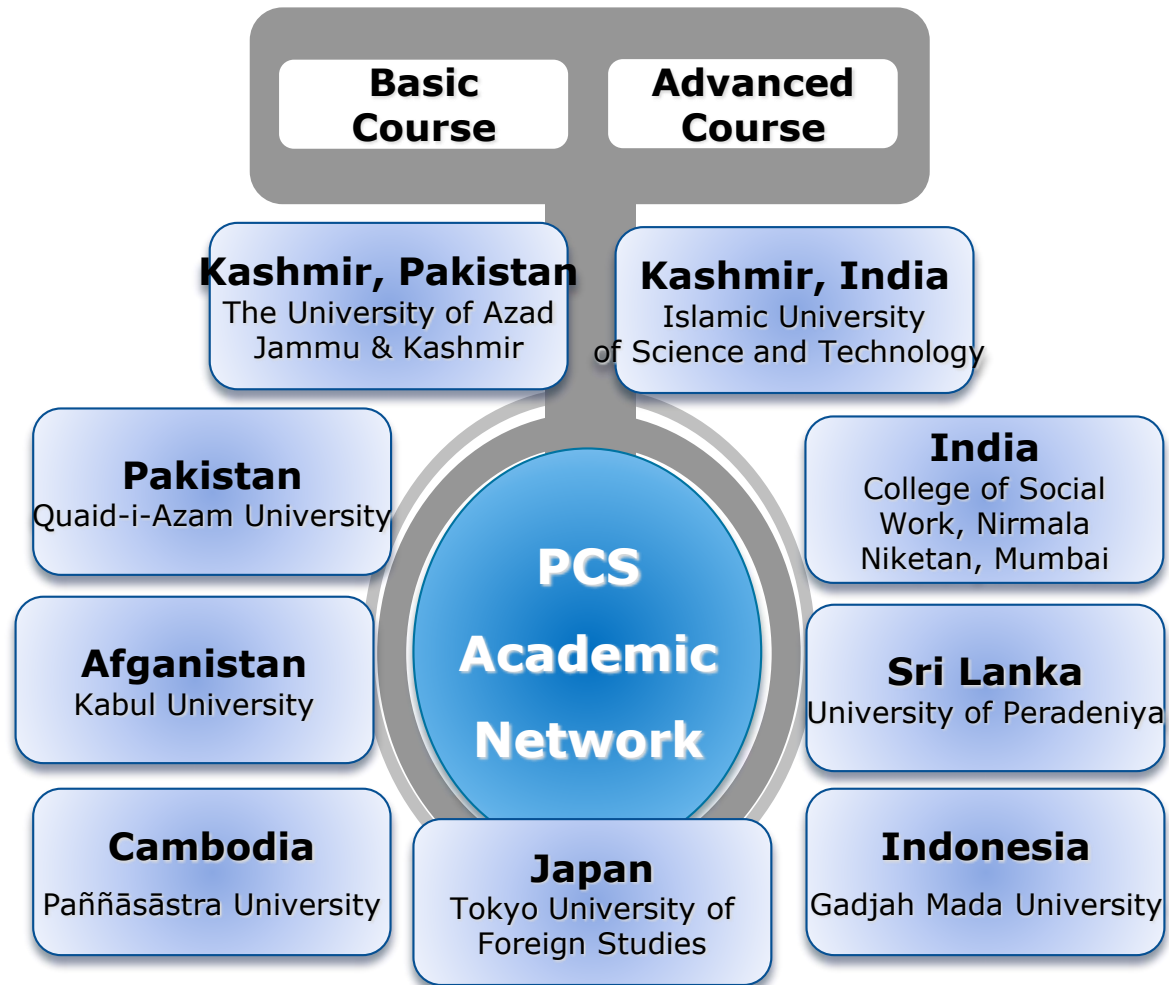 Basic
Course
Advanced
Course
Kashmir, Pakistan
The University of Azad
Jammu & Kashmir
Kashmir, India
Islamic University
of Science and Technology
Pakistan
Quaid-i-Azam University
India
College of Social
Work, Nirmala
Niketan, Mumbai
PCS
Academic
Network
Afganistan
Kabul University
Sri Lanka
University of Peradeniya
Cambodia
Paññāsāstra University
Japan
Tokyo University of
Foreign Studies
Indonesia
Gadjah Mada University